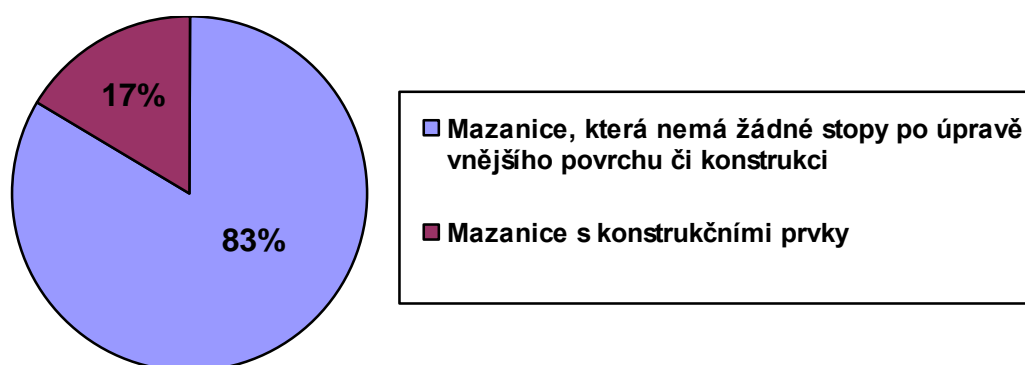 17%
83%
Mazanice, která nemá žádné stopy po úpravě
vnějšího povrchu či konstrukci
Mazanice s konstrukčními prvky